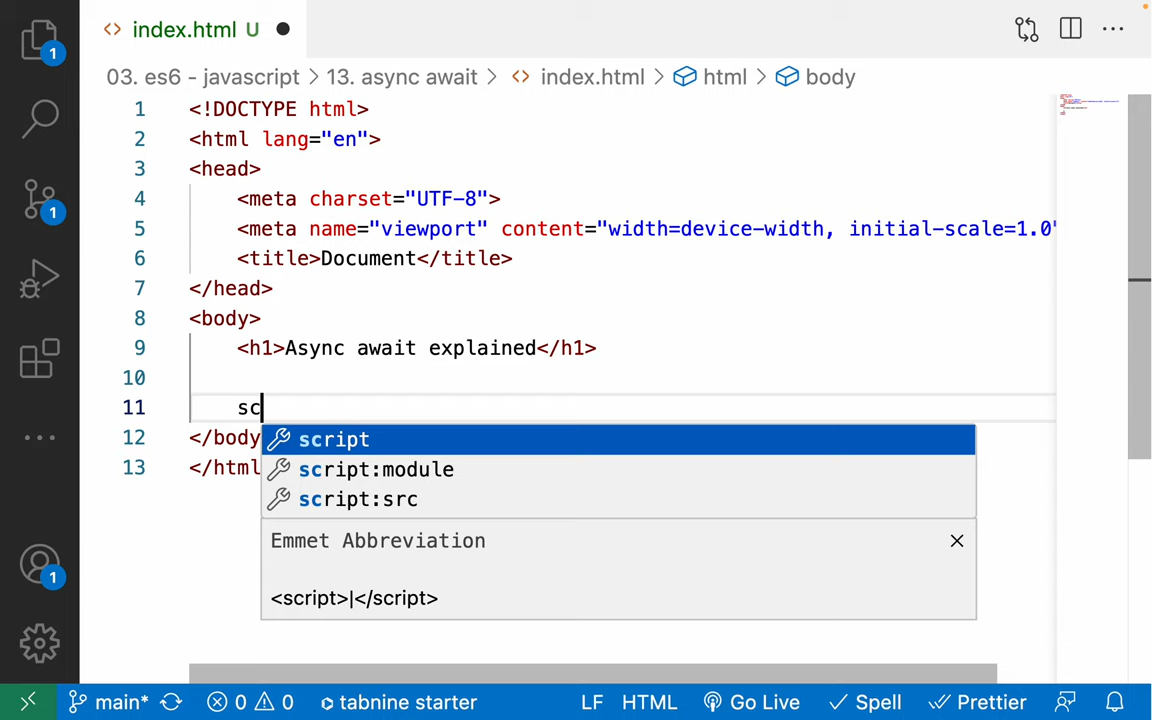 index.html U
03. es6 - javascript > 13. async await > index.html > html > body
1 <!DOCTYPE html>
2 <html lang="en">
3 <head>
4 <meta charset="UTF-8">
5 <meta name="viewport" content="width=device-width, initial-scale=1.0"
6 <title>Document</title>
7 </head>
8 <body>
9 <h1>Async await explained</h1>
10
11 sc
12 </body
13 </html
script
script:module
script:src
Emmet Abbreviation
<script>|</script>
1
1
1
main* 0 0 tabnine starter LF HTML Go Live Spell Prettier